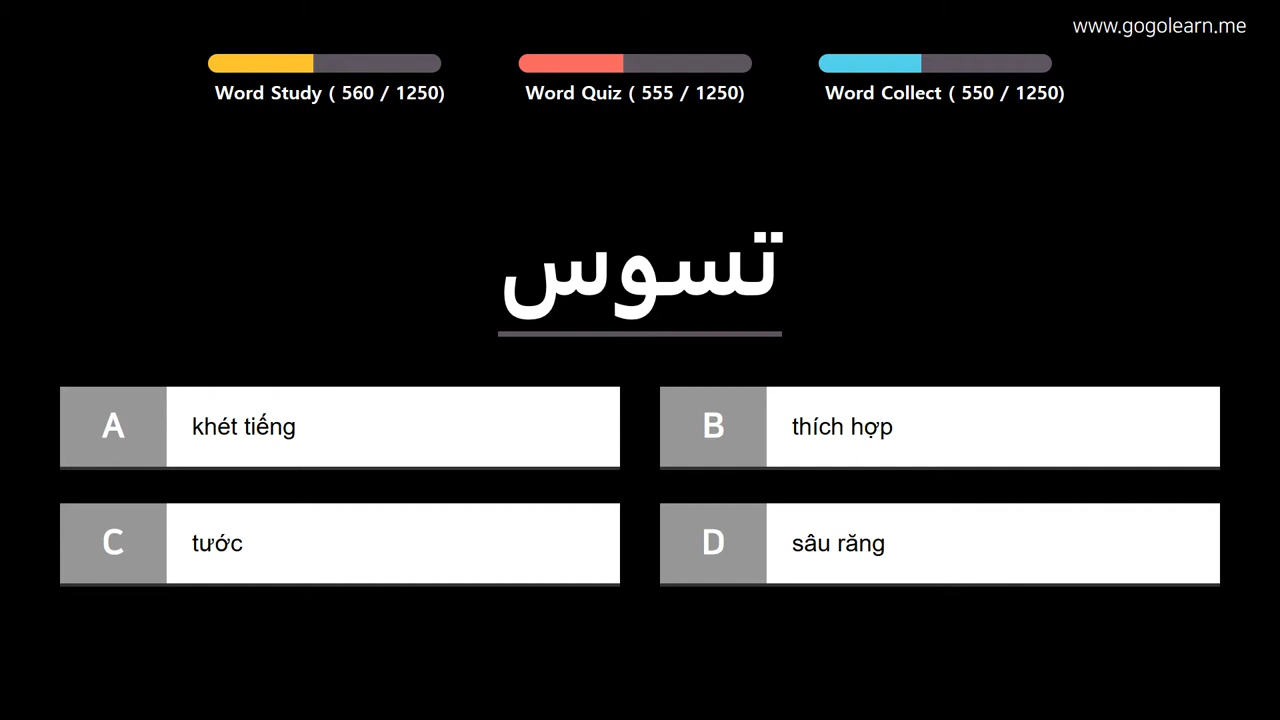 www.gogolearn.me
Word Study ( 560 / 1250)
Word Quiz ( 555 / 1250)
Word Collect ( 550 / 1250)
تسوس
A khét tiếng
B thích hợp
C tước
D sâu răng